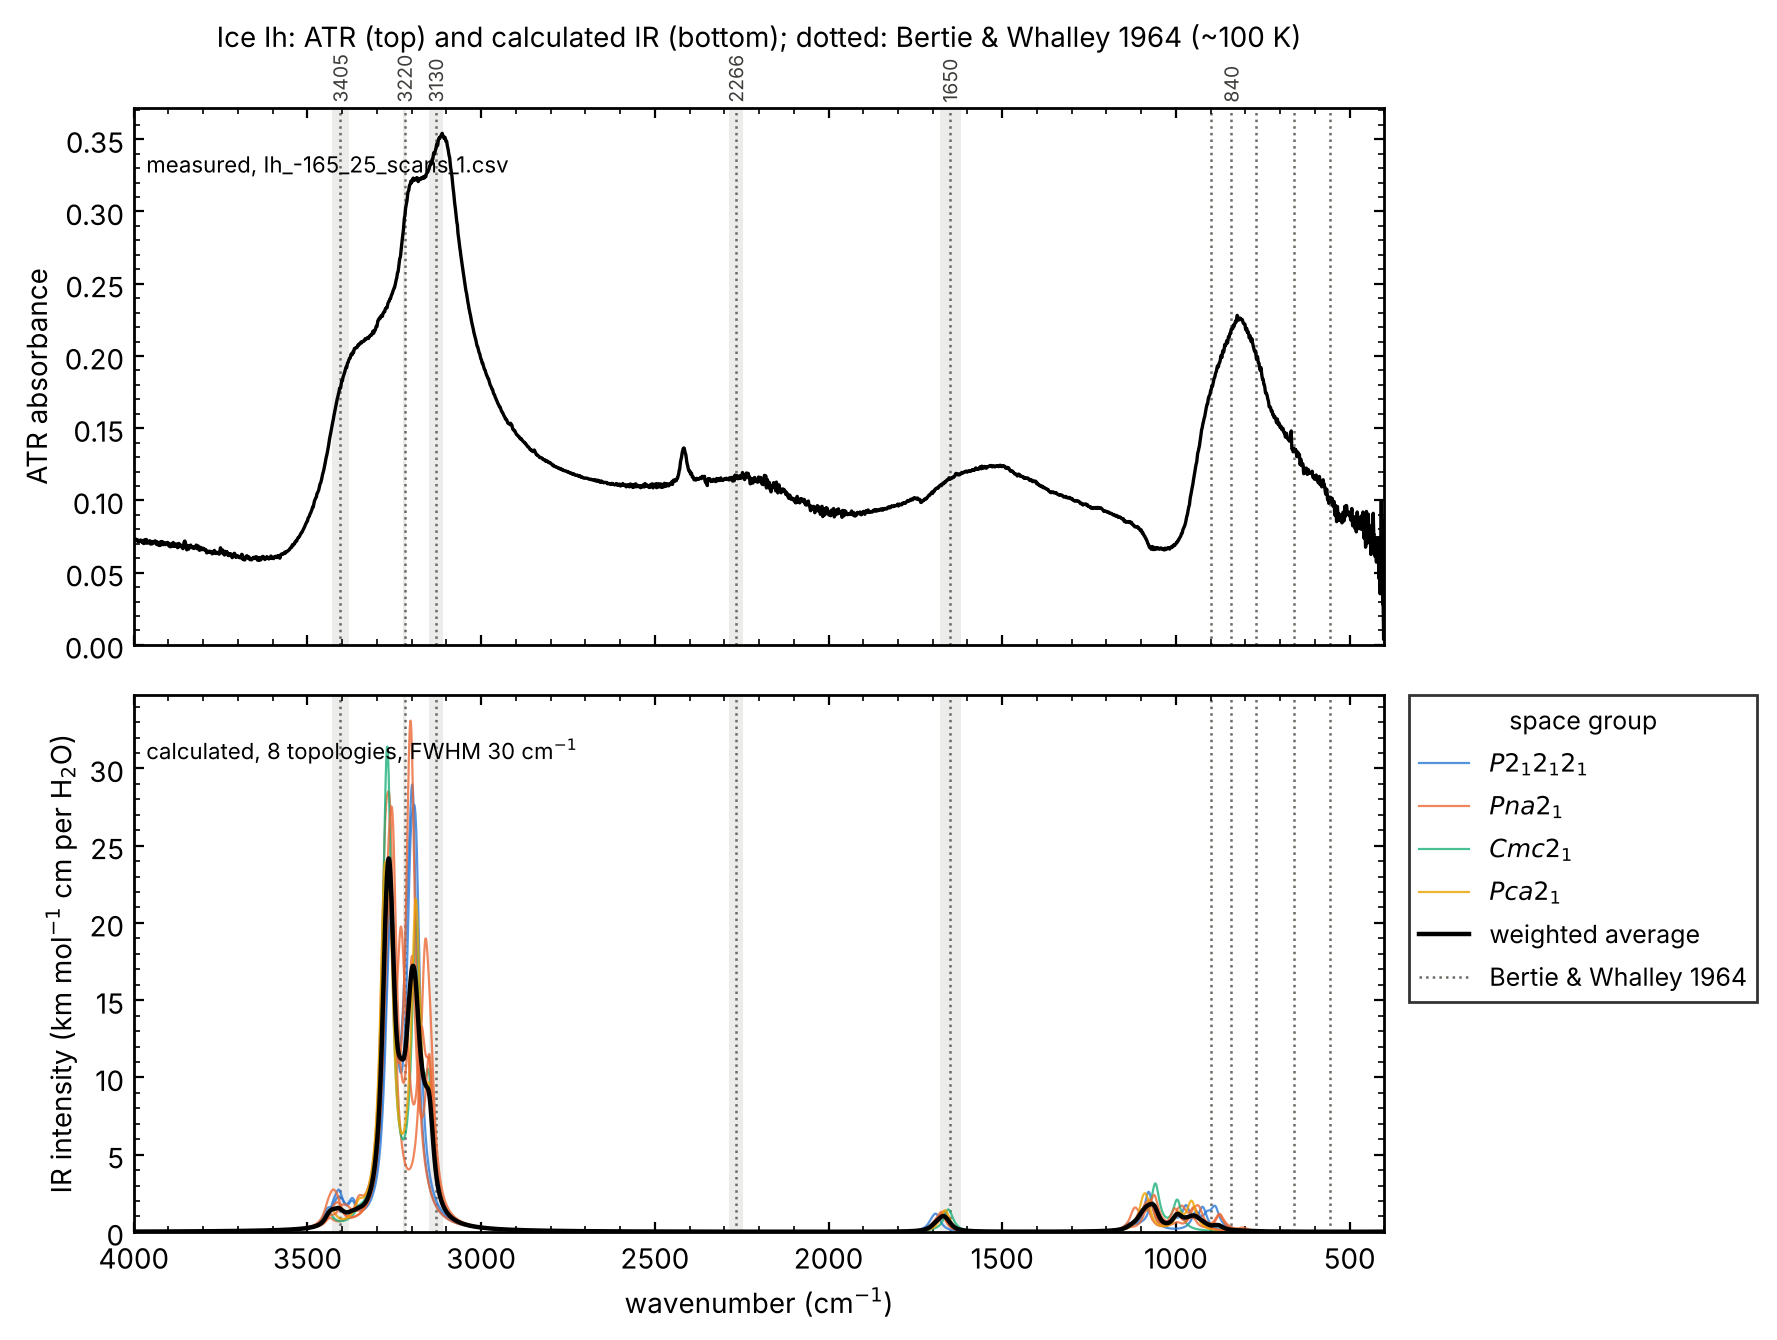 Ice Ih: ATR (top) and calculated IR (bottom); dotted: Bertie & Whalley 1964 (~100 K)
3405
3220
3130
2266
1650
840
measured, Ih_-165_25_scans_1.csv
ATR absorbance
0.35
0.30
0.25
0.20
0.15
0.10
0.05
0.00
calculated, 8 topologies, FWHM 30 cm⁻¹
IR intensity (km mol⁻¹ cm per H₂O)
30
25
20
15
10
5
0
4000 3500 3000 2500 2000 1500 1000 500
wavenumber (cm⁻¹)
space group
P2₁2₁2₁
Pna2₁
Cmc2₁
Pca2₁
weighted average
Bertie & Whalley 1964